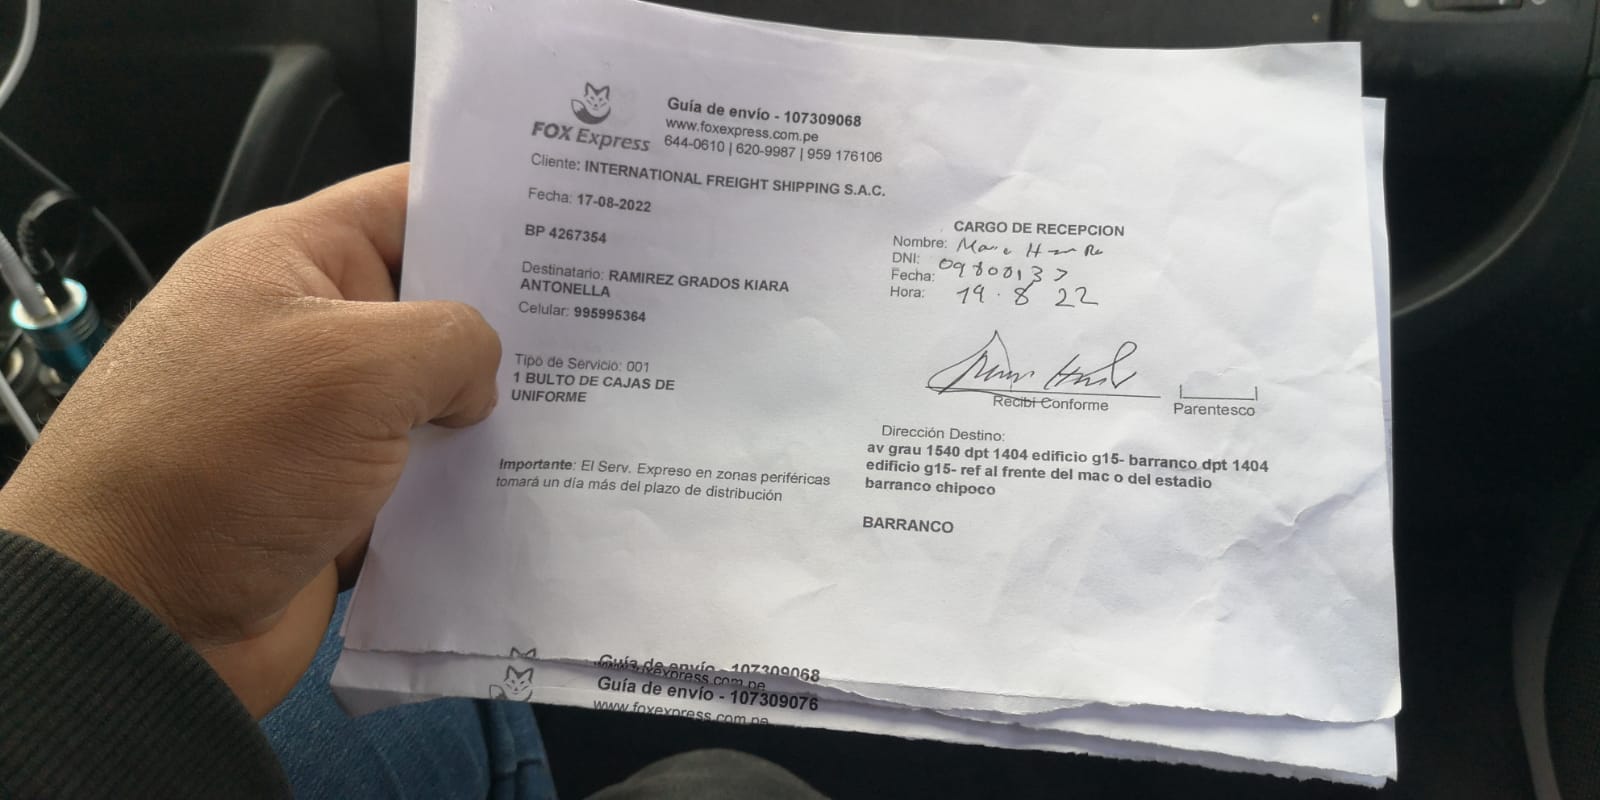 FOX Express
Guía de envío - 107309068
www.foxexpress.com.pe
644-0610 | 620-9987 | 959 176106
Cliente: INTERNATIONAL FREIGHT SHIPPING S.A.C.
Fecha: 17-08-2022
BP 4267354
Destinatario: RAMIREZ GRADOS KIARA
ANTONELLA
Celular: 995995364
Tipo de Servicio: 001
1 BULTO DE CAJAS DE
UNIFORME
Importante: El Serv. Expreso en zonas periféricas
tomará un día más del plazo de distribución
CARGO DE RECEPCION
Nombre:
DNI: 09800137
Fecha:
Hora: 19.8 22
Recibi Conforme
Parentesco
Dirección Destino:
av grau 1540 dpt 1404 edificio g15- barranco dpt 1404
edificio g15- ref al frente del mac o del estadio
barranco chipoco
BARRANCO
Guía de envío - 107309068
www.foxexpress.com.pe
Guía de envío - 107309076
www.foxexpress.com.pe